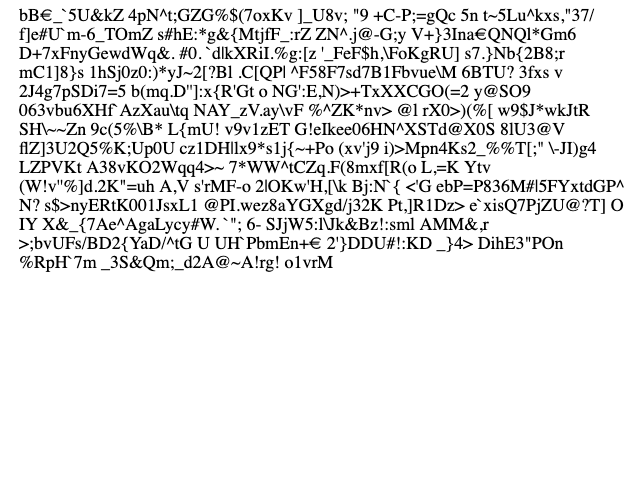 bB€_`5U&kZ 4pN^t;GZG%$(7oxKv ]_U8v; "9 +C-P;=gQc 5n t~5Lu^kxs,"37/
f]e#U`m-6_TOmZ s#hE:*g&{MtjfF_:rZ ZN^.j@-G;y V+}3Ina€QNQl*Gm6
D+7xFnyGewdWq&. #0. `d|kXRiI.%g:[z '_FeF$h,\FoKgRU] s7.}Nb{2B8;r
mC1]8}s 1hSj0z0:)*yJ~2[?Bl .C[QPl ^F58F7sd7B1Fbvue\M 6BTU? 3fxs v
2J4g7pSDi7=5 b(mq.D"]:x{R'Gt o NG':E,N)>+TxXXCGO(=2 y@SO9
063vbu6XHf`AzXau\tq NAY_zV.ay\vF %^ZK*nv> @l rX0>)(%[ w9$J*wkJtR
SH\~~Zn 9c(5%\B* L{mU! v9v1zET G!eIkee06HN^XSTd@X0S 8lU3@V
flZ]3U2Q5%K;Up0U cz1DH|lx9*s1j{~+Po (xv'j9 i)>Mpn4Ks2_%%T[;" \-JI)g4
LZPVKt A38vKO2Wqq4>~ 7*WW^tCZq.F(8mxf[R(o L,=K Ytv
(W!v"%]d.2K"=uh A,V s'rMF-o 2|OKw'H,[\k Bj:N`{ <'G ebP=P836M#|5FYxtdGP^
N? s$>nyERtK001JsxL1 @PI.wez8aYGXgd/j32K Pt,]R1Dz> e`xisQ7PjZU@?T] O
IY X&_{7Ae^AgaLycy#W.`"; 6- SJjW5:l\Jk&Bz!:sml AMM&,r
>;bvUFs/BD2{YaD/^tG U UH`PbmEn+€ 2'}DDU#!:KD _}4> DihE3"POn
%RpH`7m _3S&Qm;_d2A@~A!rg! o1vrM